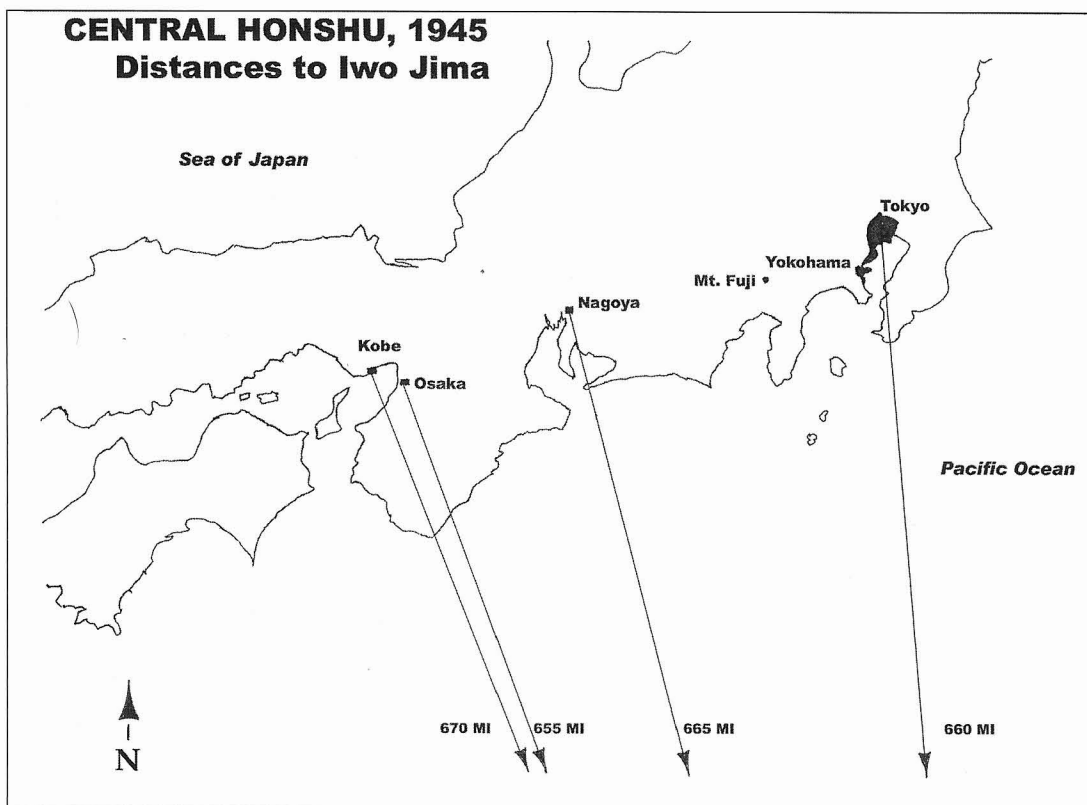 CENTRAL HONSHU, 1945
Distances to Iwo Jima
Sea of Japan
Tokyo
Yokohama
Mt. Fuji
Nagoya
Kobe
Osaka
Pacific Ocean
670 MI
655 MI
665 MI
660 MI
N